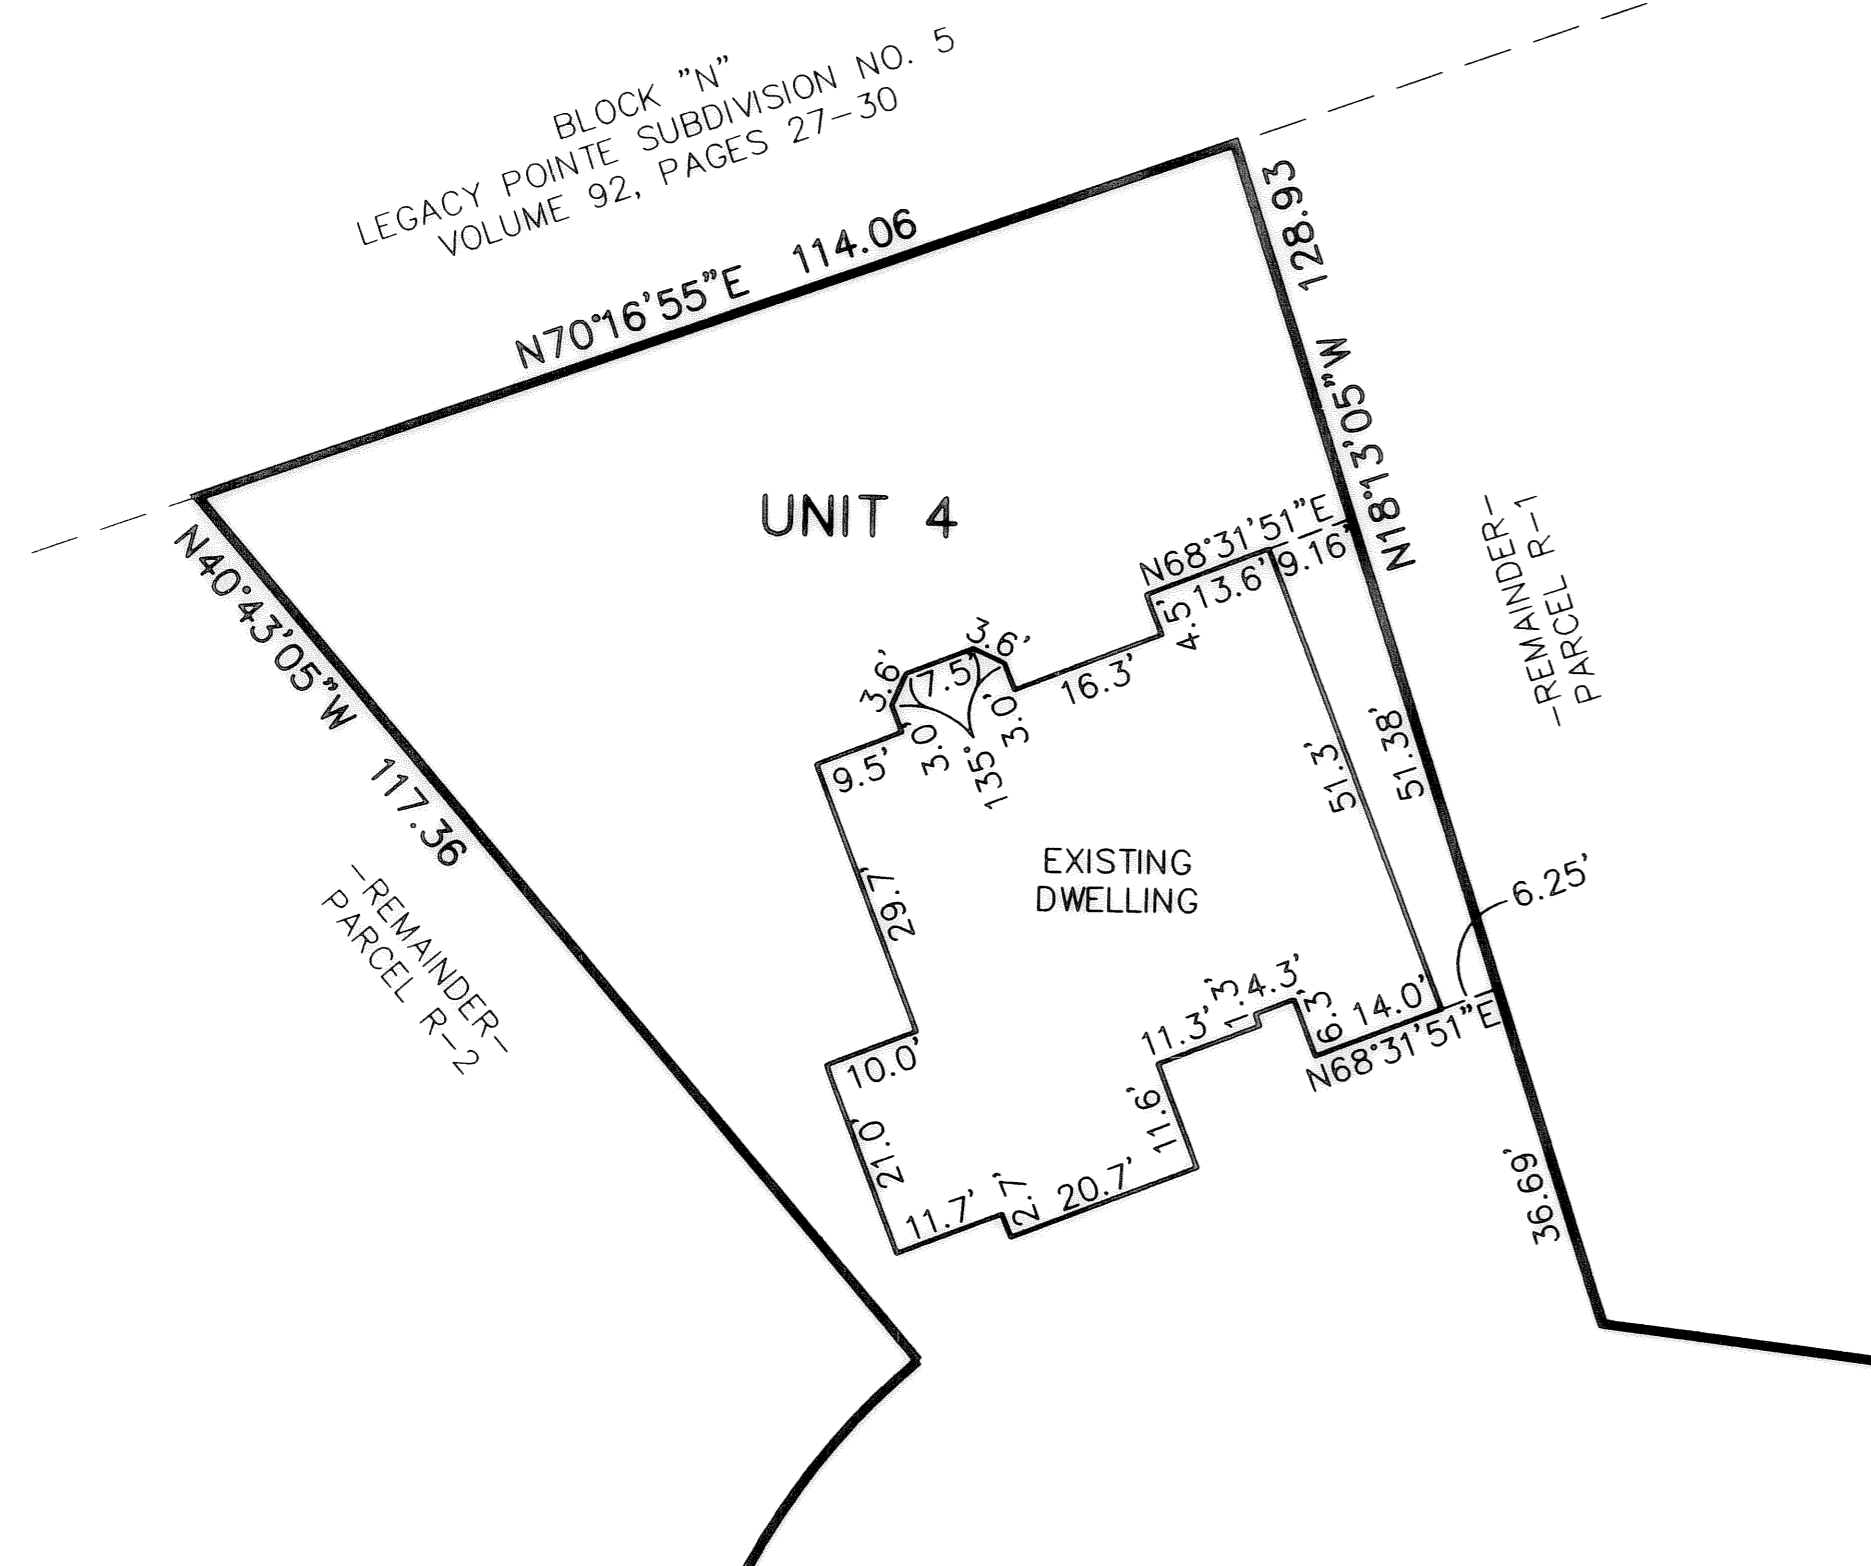 BLOCK "N"
LEGACY POINTE SUBDIVISION NO. 5
VOLUME 92, PAGES 27-30
N70°16'55"E 114.06
128.93
N18°13'05"W
UNIT 4
N40°43'05"W 117.36
-REMAINDER-
PARCEL R-2
-REMAINDER-
PARCEL R-1
N68°31'51"E
13.6'
9.16'
4.5'
16.3'
3.6'
7.5'
3.6'
3.0'
3.0'
135°
9.5'
29.7'
51.3'
51.38'
EXISTING
DWELLING
6.25'
10.0'
21.0'
11.7'
2.7'
20.7'
11.6'
11.3'
1.3'
4.3'
6.3'
14.0'
N68°31'51"E
36.69'